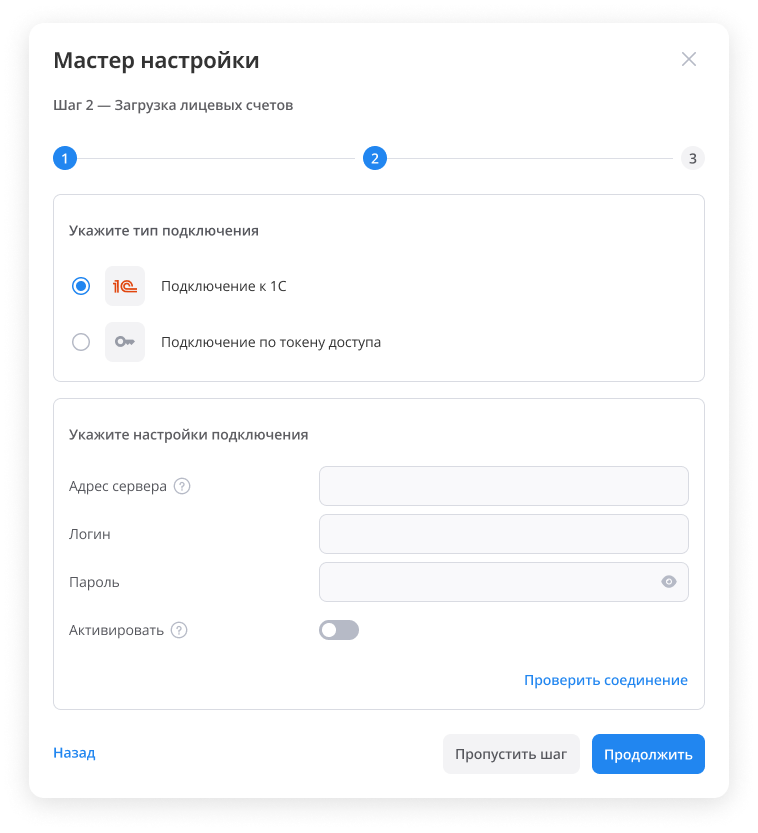 Мастер настройки
Шаг 2 — Загрузка лицевых счетов
1
2
3
Укажите тип подключения
1С
Подключение к 1С
Подключение по токену доступа
Укажите настройки подключения
Адрес сервера ?
Логин
Пароль
Активировать ?
Проверить соединение
Назад
Пропустить шаг
Продолжить